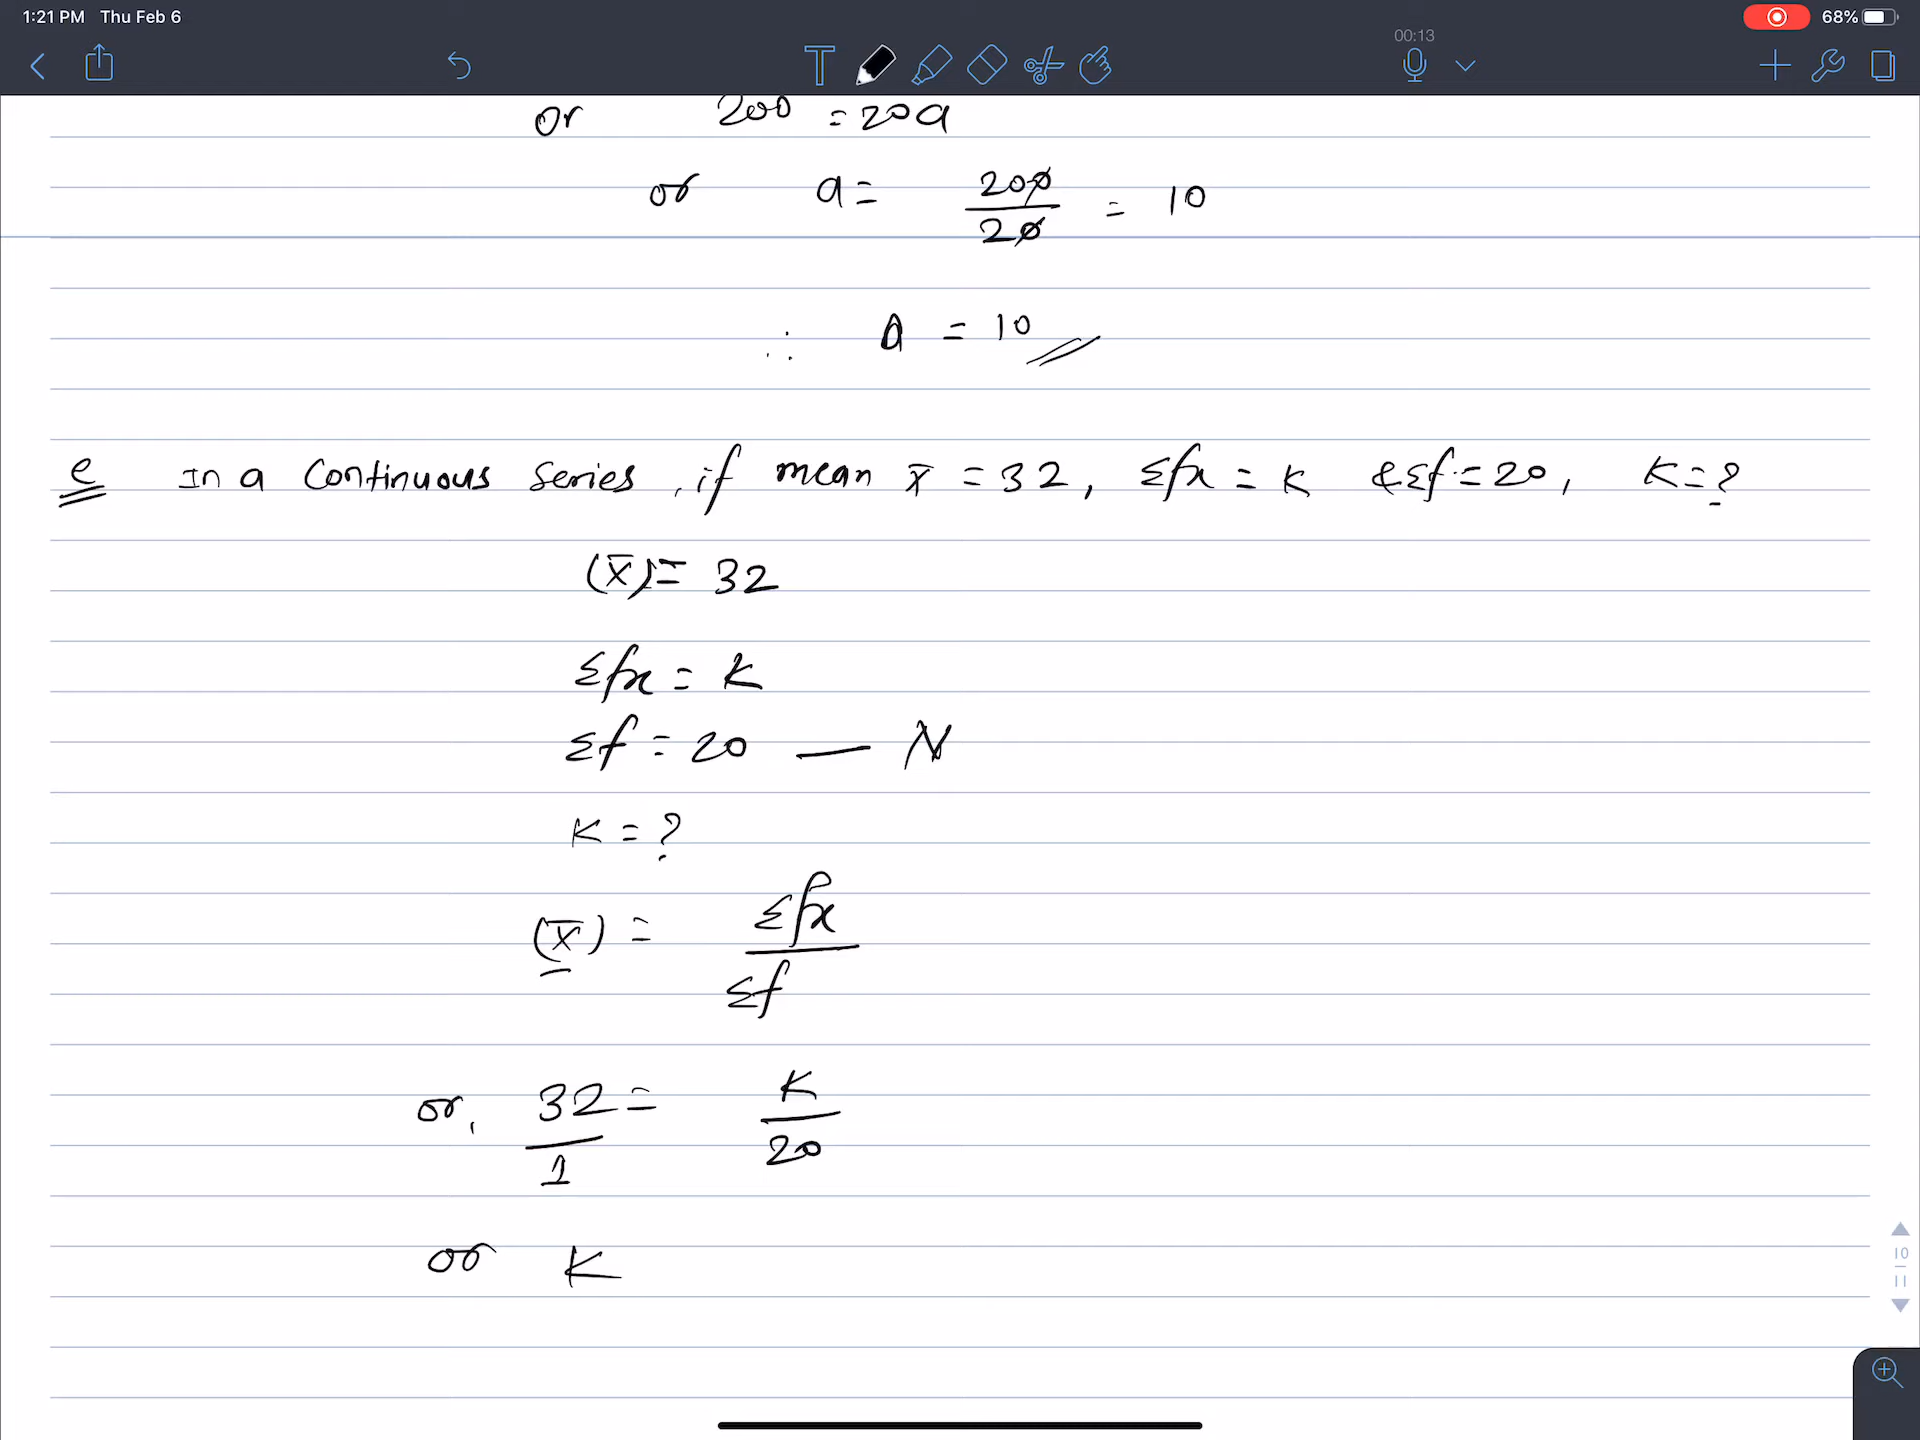 1:21 PM Thu Feb 6
68%
00:13
or 200 = 20a
or a = 200/20 = 10
∴ a = 10
e In a Continuous Series, if mean x̄ = 32, Σfx = K & Σf = 20, K = ?
(x̄) = 32
Σfx = K
Σf = 20 — N
K = ?
(x̄) = Σfx/Σf
or, 32/1 = K/20
or K
10
11